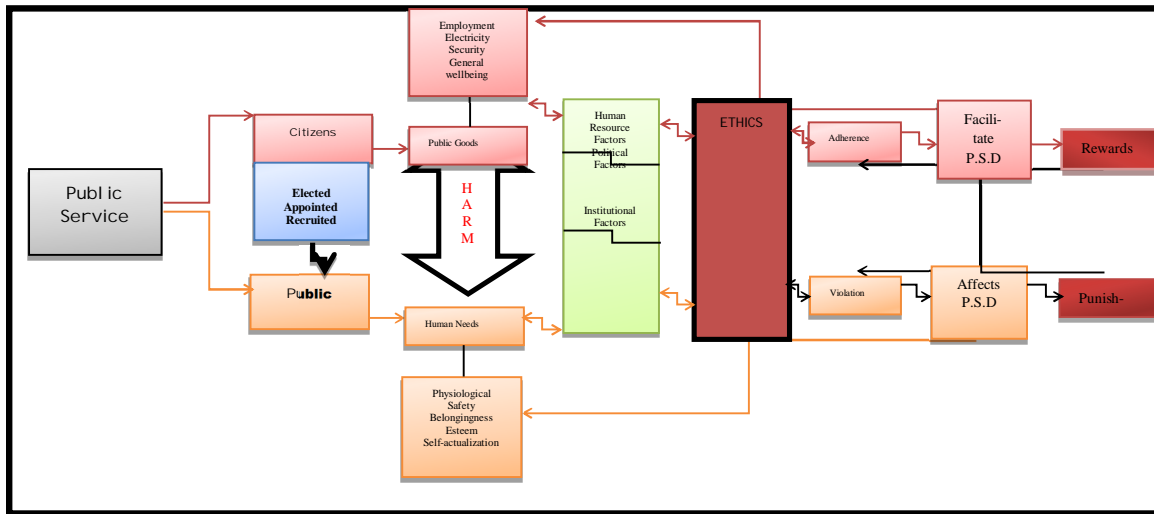 Employment
Electricity
Security
General
wellbeing
Citizens
Public Goods
Public
Service
Elected
Appointed
Recruited
H
A
R
M
Public
Human Needs
Physiological
Safety
Belongingness
Esteem
Self-actualization
Human
Resource
Factors
Political
Factors
Institutional
Factors
ETHICS
Adherence
Facili-
tate
P.S.D
Rewards
Violation
Affects
P.S.D
Punish-